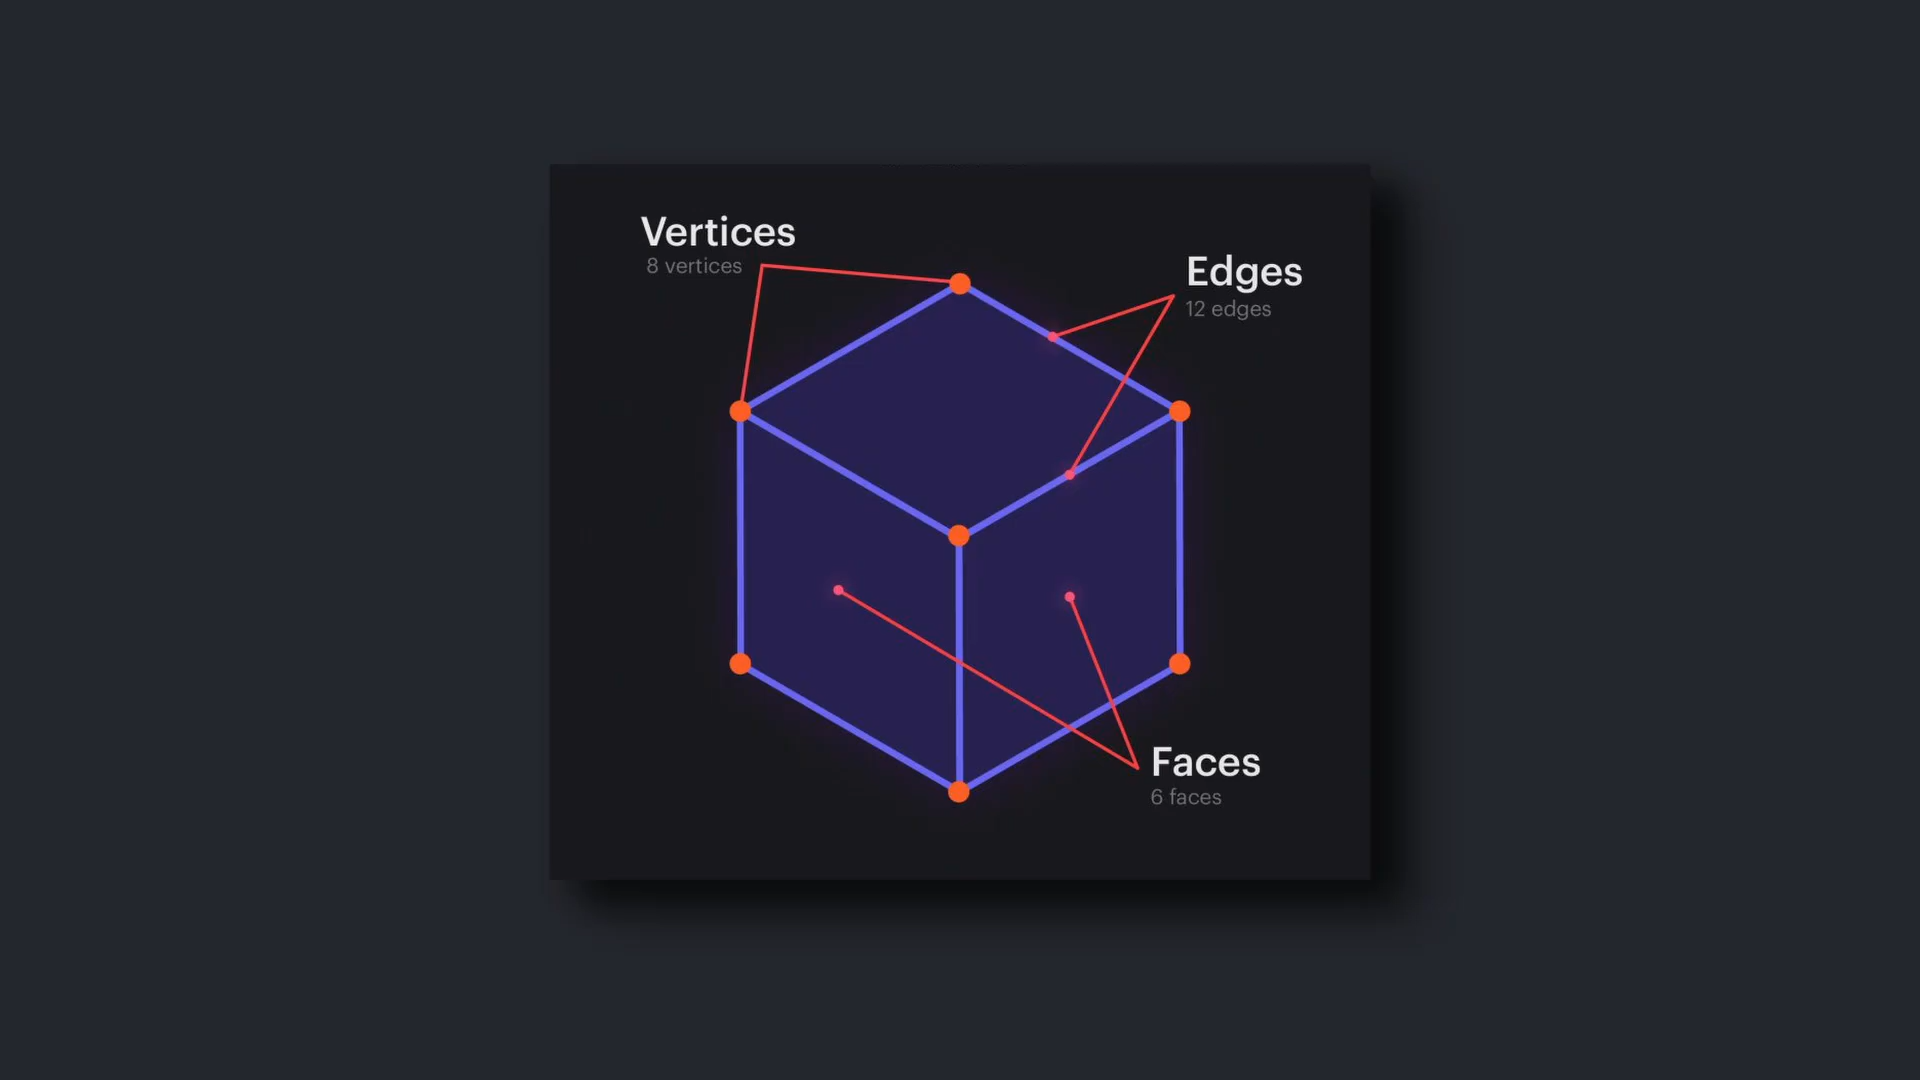 Vertices
8 vertices
Edges
12 edges
Faces
6 faces